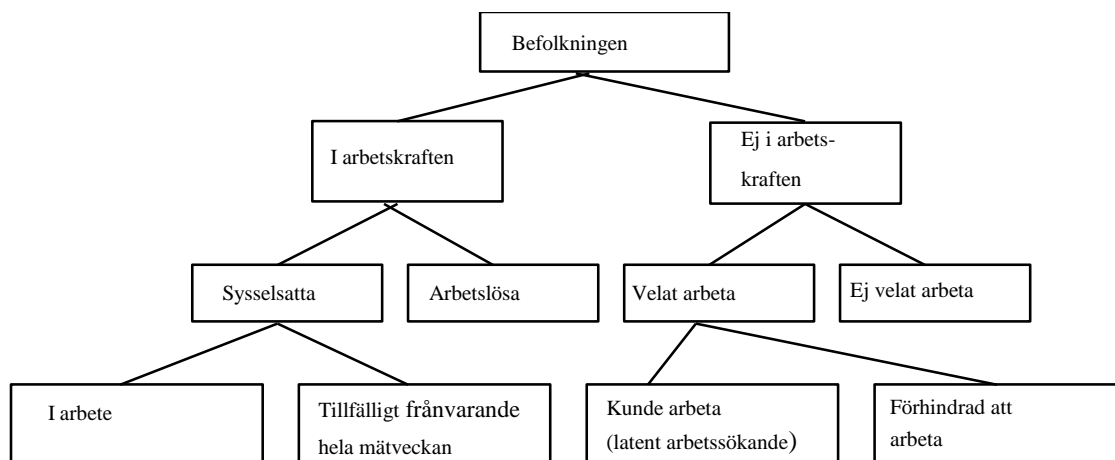 Befolkningen
I arbetskraften
Ej i arbets-
kraften
Sysselsatta
Arbetslösa
Velat arbeta
Ej velat arbeta
I arbete
Tillfälligt frånvarande
hela mätveckan
Kunde arbeta
(latent arbetssökande)
Förhindrad att
arbeta